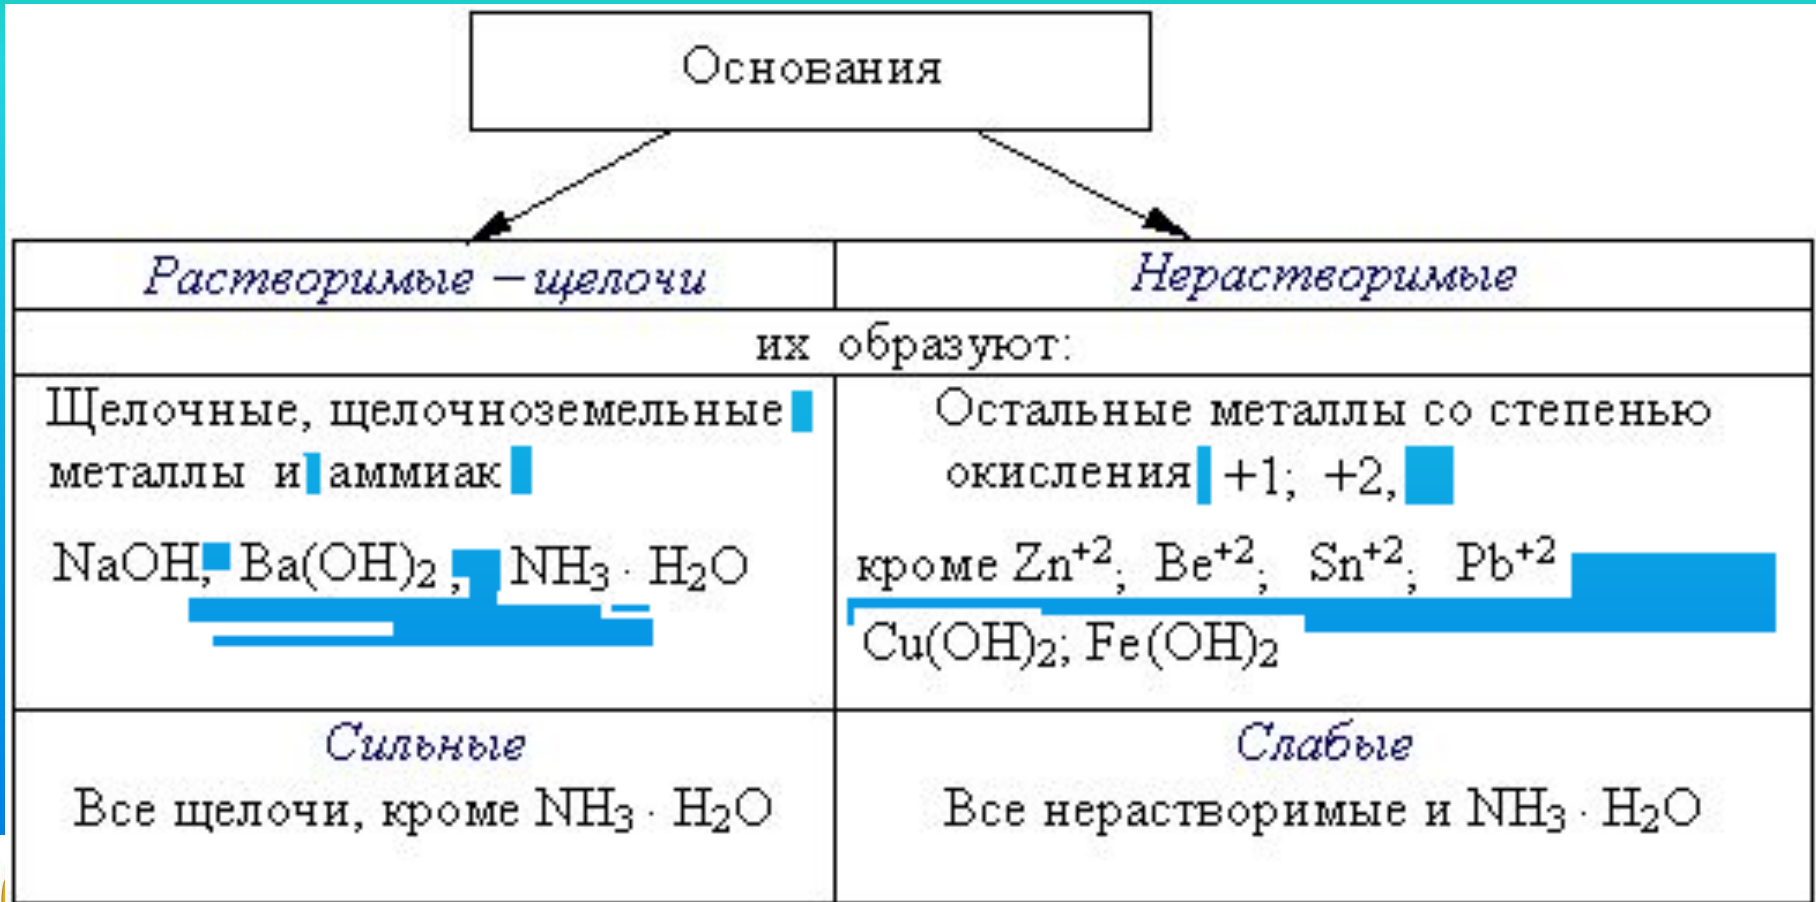 Основания
Растворимые – щелочи
Нерастворимые
их образуют:
Щелочные, щелочноземельные
металлы и аммиак
NaOH, Ba(OH)₂ , NH₃ · H₂O
Остальные металлы со степенью
окисления +1; +2,
кроме Zn⁺²; Be⁺²; Sn⁺²; Pb⁺²
Cu(OH)₂; Fe(OH)₂
Сильные
Все щелочи, кроме NH₃ · H₂O
Слабые
Все нерастворимые и NH₃ · H₂O